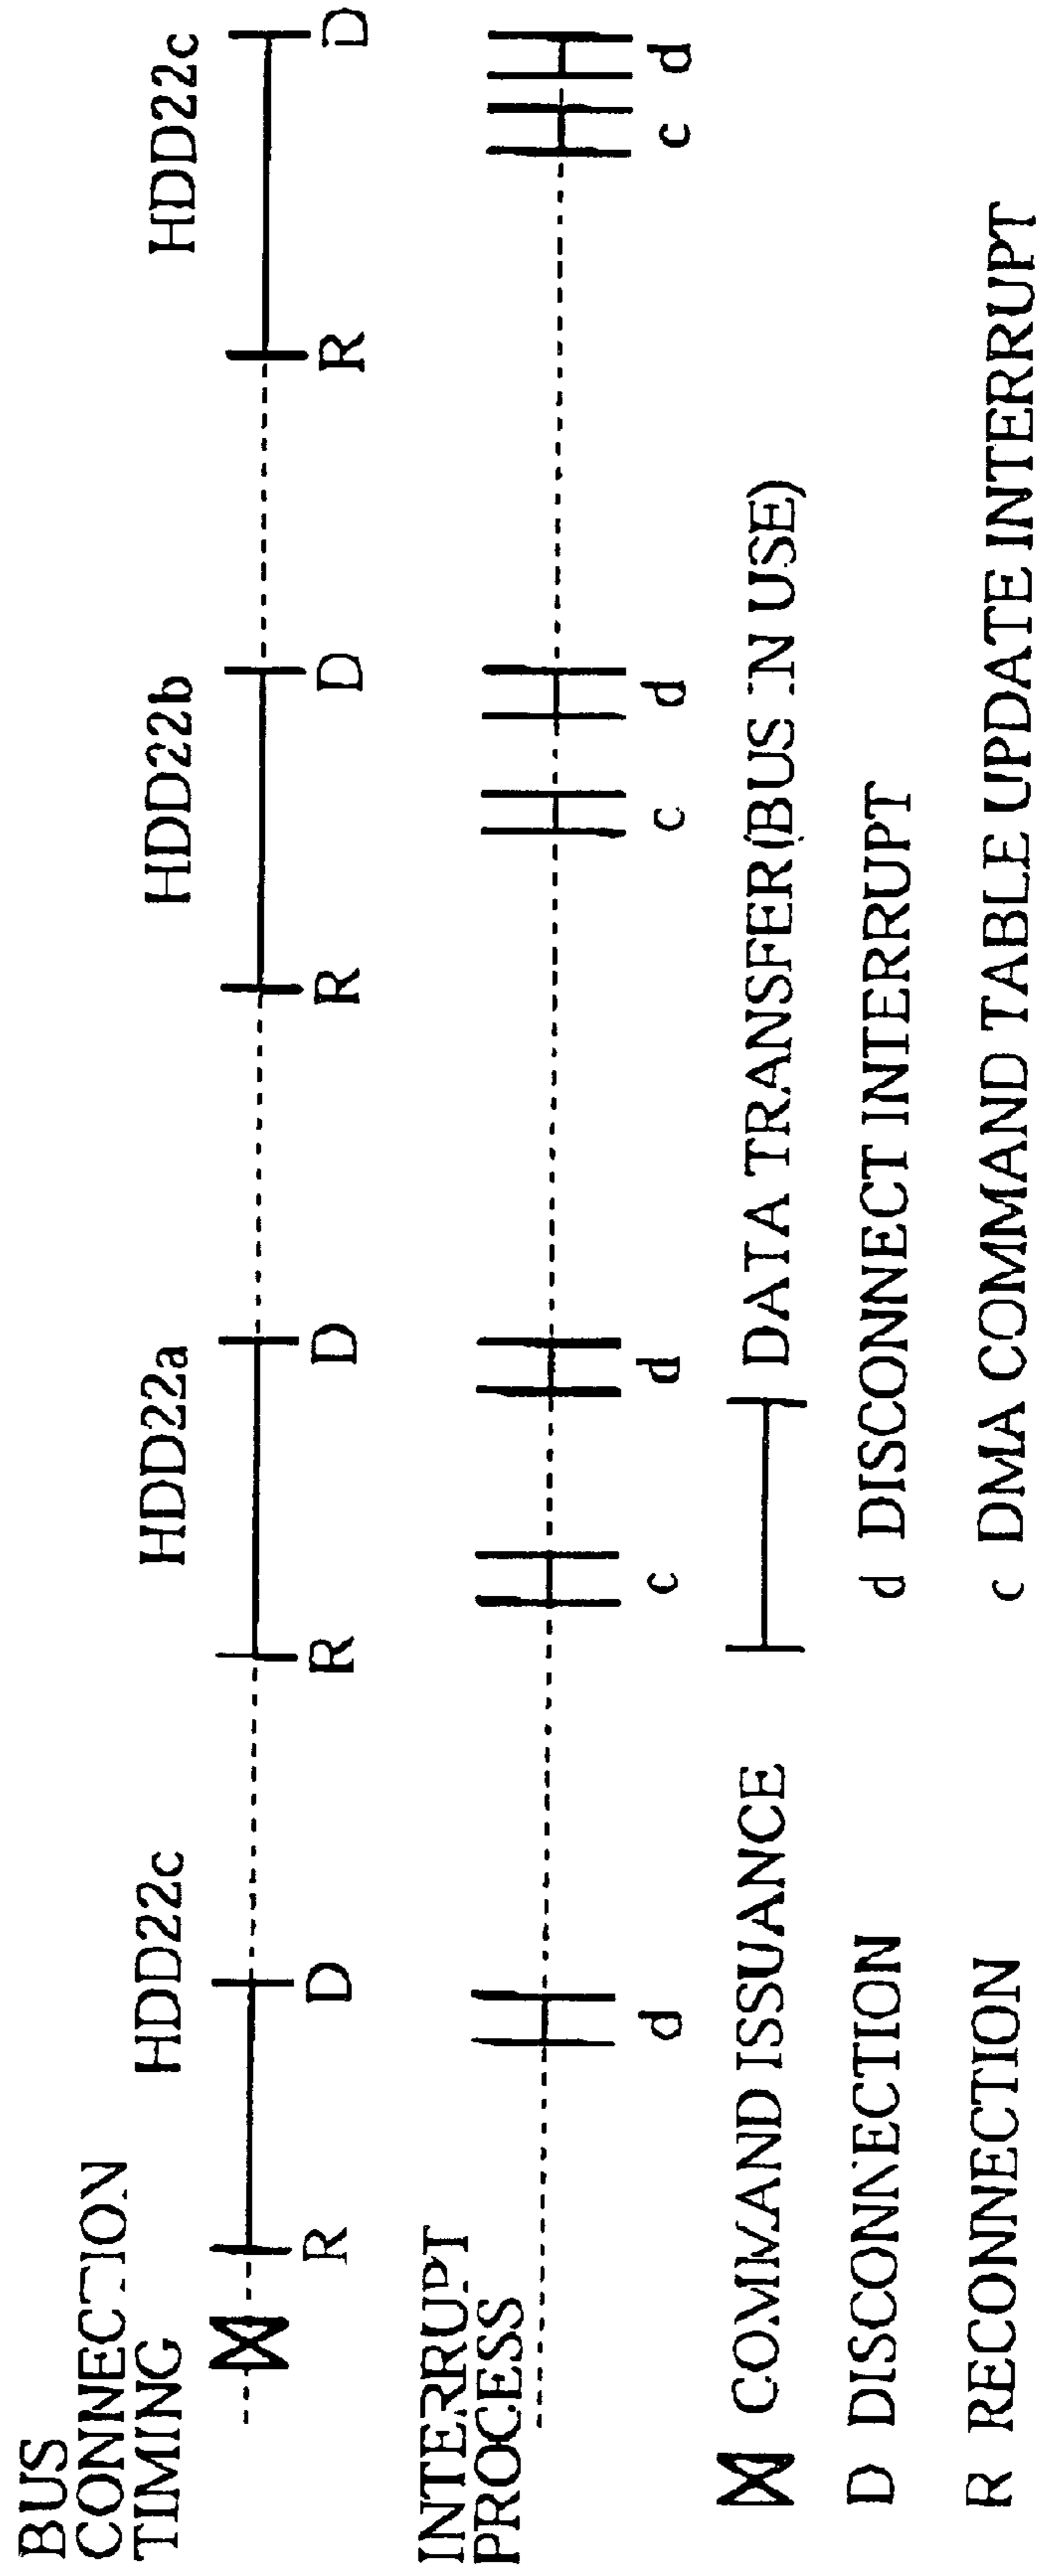 BUS
CONNECTION
TIMING
HDD22c
HDD22a
HDD22b
HDD22c
R
D
R
D
R
D
R
D
INTERRUPT
PROCESS
d
c
d
c
d
c
d
COMMAND ISSUANCE
DATA TRANSFER(BUS IN USE)
D DISCONNECTION
d DISCONNECT INTERRUPT
R RECONNECTION
c DMA COMMAND TABLE UPDATE INTERRUPT